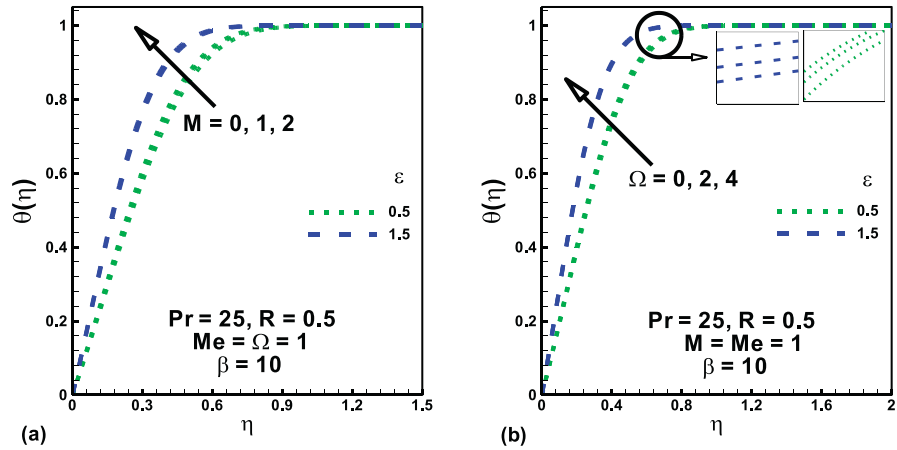 1
0.8
0.6
0.4
0.2
0
θ(η)
M = 0, 1, 2
ε
0.5
1.5
Pr = 25, R = 0.5
Me = Ω = 1
β = 10
0 0.3 0.6 0.9 1.2 1.5
(a) η
1
0.8
0.6
0.4
0.2
0
θ(η)
Ω = 0, 2, 4
ε
0.5
1.5
Pr = 25, R = 0.5
M = Me = 1
β = 10
0 0.4 0.8 1.2 1.6 2
(b) η